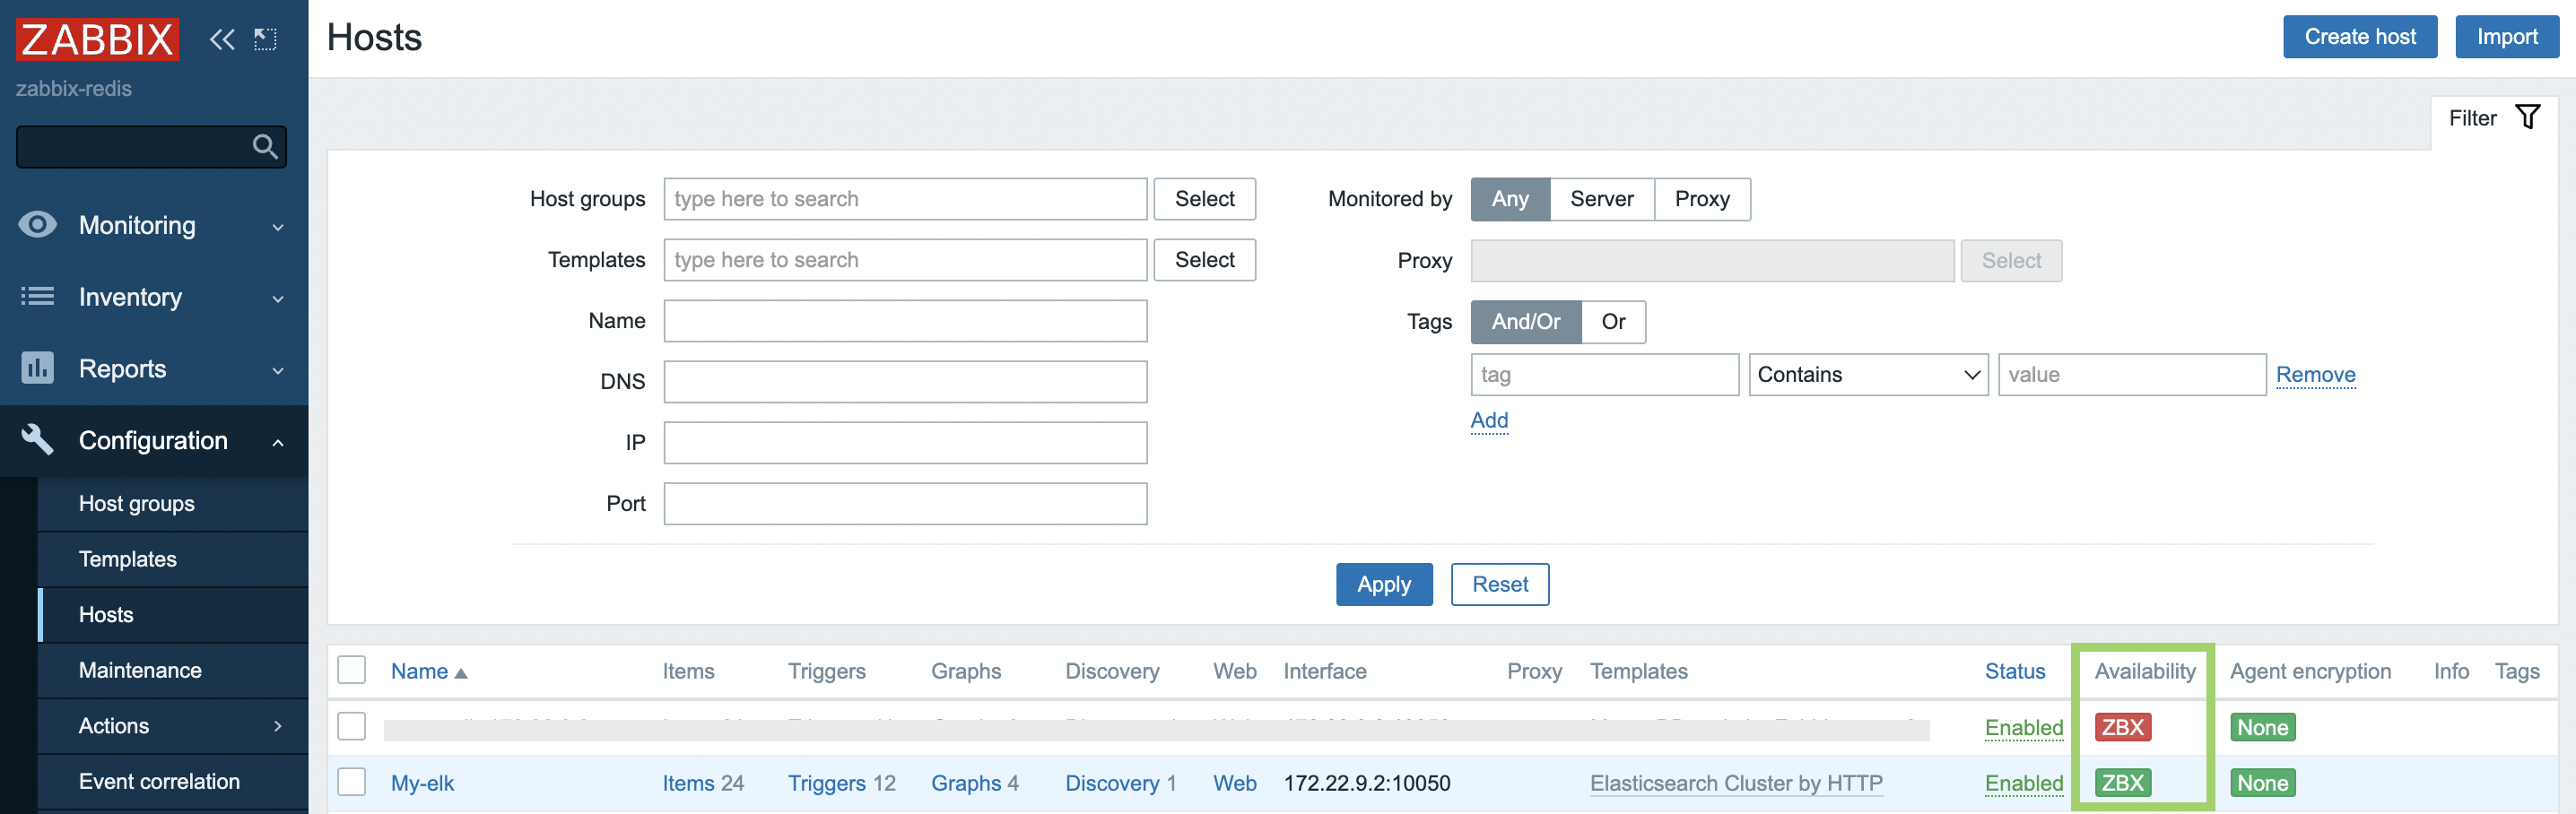 ZABBIX
zabbix-redis
Monitoring
Inventory
Reports
Configuration
Host groups
Templates
Hosts
Maintenance
Actions
Event correlation
Hosts
Create host Import
Filter
Host groups type here to search Select
Templates type here to search Select
Name
DNS
IP
Port
Monitored by Any Server Proxy
Proxy Select
Tags And/Or Or
tag Contains value Remove
Add
Apply Reset
Name Items Triggers Graphs Discovery Web Interface Proxy Templates Status Availability Agent encryption Info Tags
Enabled ZBX None
My-elk Items 24 Triggers 12 Graphs 4 Discovery 1 Web 172.22.9.2:10050 Elasticsearch Cluster by HTTP Enabled ZBX None